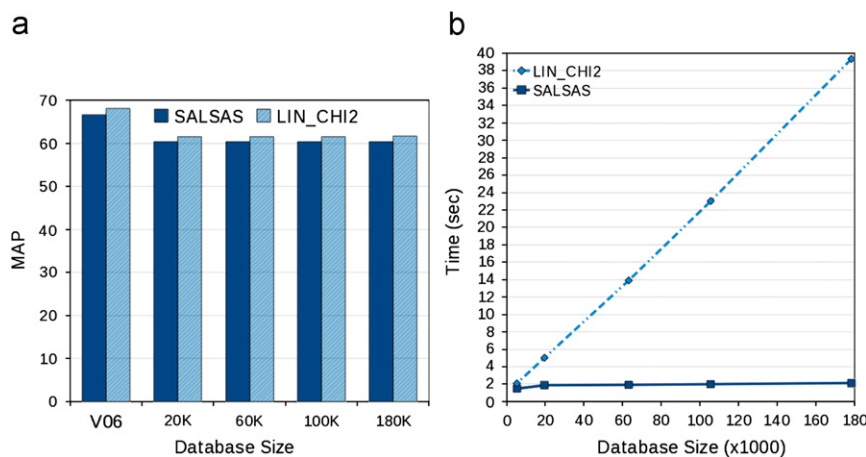 a
MAP
70
60
50
40
30
20
10
0
SALSAS
LIN_CHI2
V06
20K
60K
100K
180K
Database Size
b
Time (sec)
40
38
36
34
32
30
28
26
24
22
20
18
16
14
12
10
8
6
4
2
0
LIN_CHI2
SALSAS
0
20
40
60
80
100
120
140
160
180
Database Size (x1000)